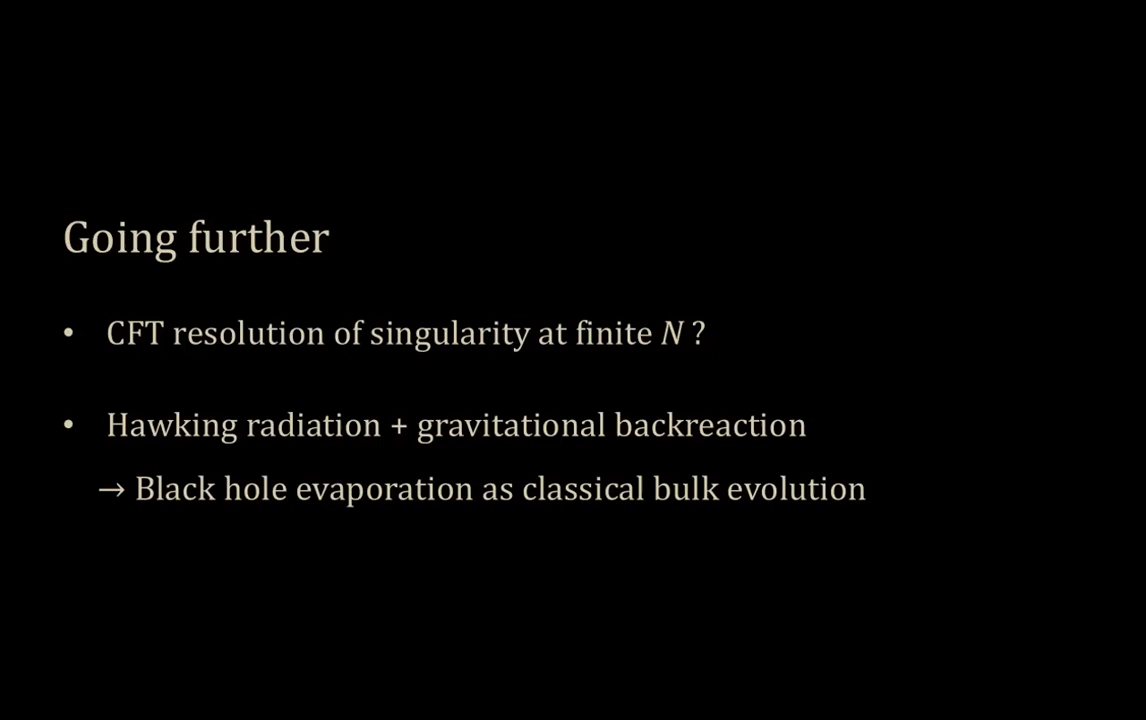 Going further
• CFT resolution of singularity at finite N ?
• Hawking radiation + gravitational backreaction
→ Black hole evaporation as classical bulk evolution